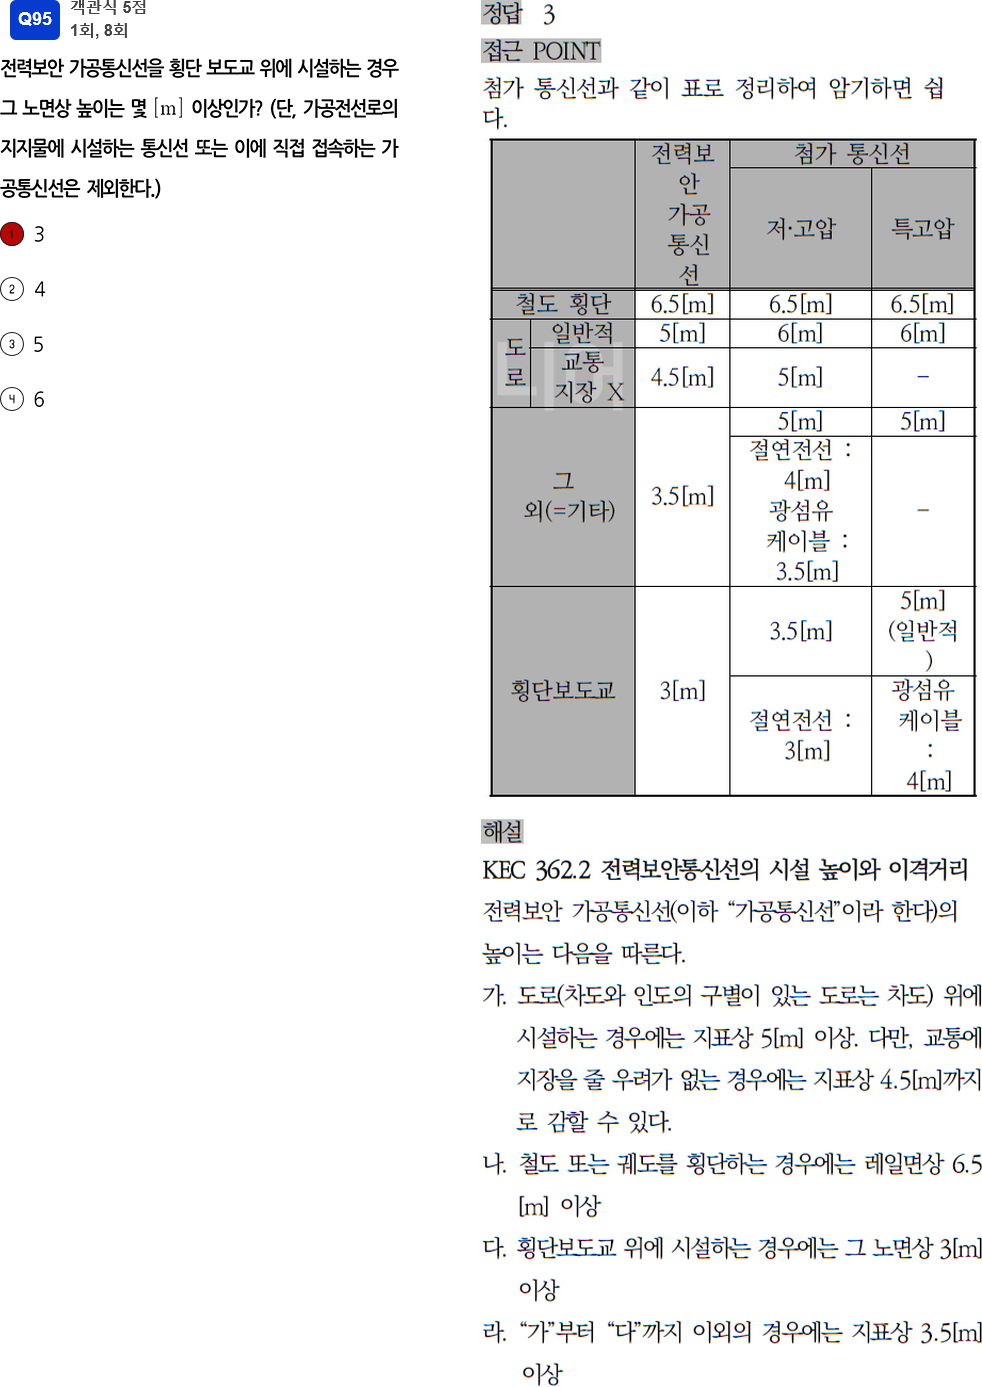 Q95
객관식 5점
1회, 8회
전력보안 가공통신선을 횡단 보도교 위에 시설하는 경우
그 노면상 높이는 몇 [m] 이상인가? (단, 가공전선로의
지지물에 시설하는 통신선 또는 이에 직접 접속하는 가
공통신선은 제외한다.)
1 3
2 4
3 5
4 6
정답 3
접근 POINT
첨가 통신선과 같이 표로 정리하여 암기하면 쉽
다.
전력보
안
가공
통신
선
첨가 통신선
저·고압
특고압
철도 횡단 6.5[m] 6.5[m] 6.5[m]
도
로
일반적 5[m] 6[m] 6[m]
교통
지장 X
4.5[m] 5[m] -
그
외(=기타)
3.5[m]
5[m] 5[m]
절연전선 :
4[m]
광섬유
케이블 :
3.5[m]
-
횡단보도교
3[m]
3.5[m]
5[m]
(일반적
)
절연전선 :
3[m]
광섬유
케이블
:
4[m]
해설
KEC 362.2 전력보안통신선의 시설 높이와 이격거리
전력보안 가공통신선(이하 “가공통신선”이라 한다)의
높이는 다음을 따른다.
가. 도로(차도와 인도의 구별이 있는 도로는 차도) 위에
시설하는 경우에는 지표상 5[m] 이상. 다만, 교통에
지장을 줄 우려가 없는 경우에는 지표상 4.5[m]까지
로 감할 수 있다.
나. 철도 또는 궤도를 횡단하는 경우에는 레일면상 6.5
[m] 이상
다. 횡단보도교 위에 시설하는 경우에는 그 노면상 3[m]
이상
라. “가”부터 “다”까지 이외의 경우에는 지표상 3.5[m]
이상